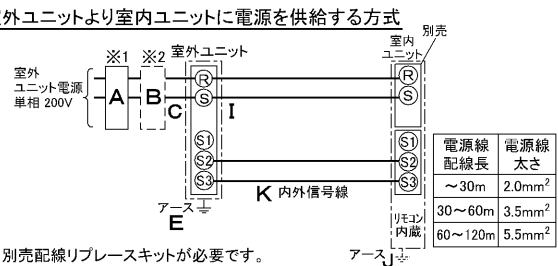 外ユニットより室内ユニットに電源を供給する方式
別売
※1 ※2 室外ユニット 室内
ユニット
室外
ユニット電源
単相 200V
A B C R S I R S
S1 S2 S3
S1 S2 S3
K 内外信号線
アース
E
リモコン
内蔵
アース J
電源線
配線長 電源線
太さ
～30m 2.0mm²
30～60m 3.5mm²
60～120m 5.5mm²
別売配線リプレースキットが必要です。